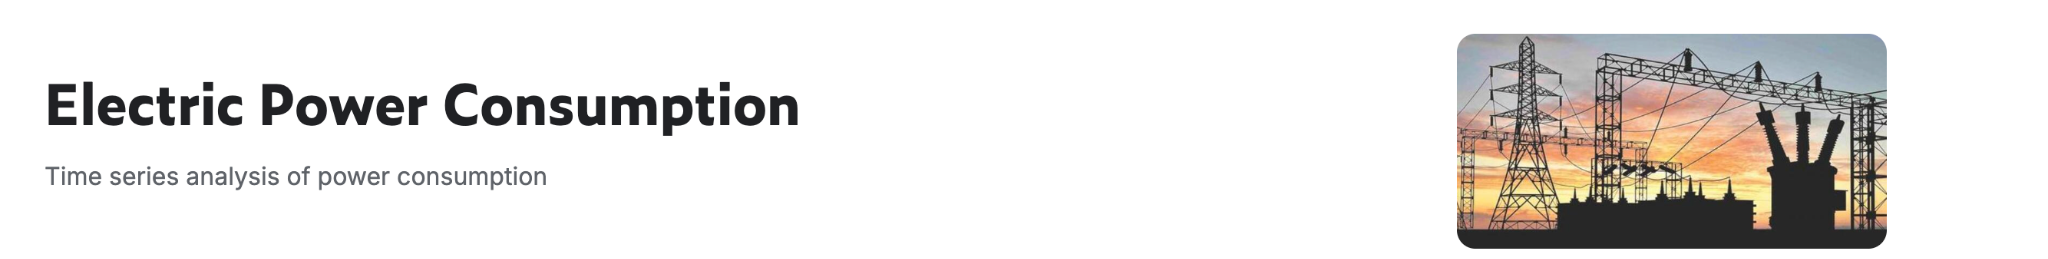 Electric Power Consumption
Time series analysis of power consumption